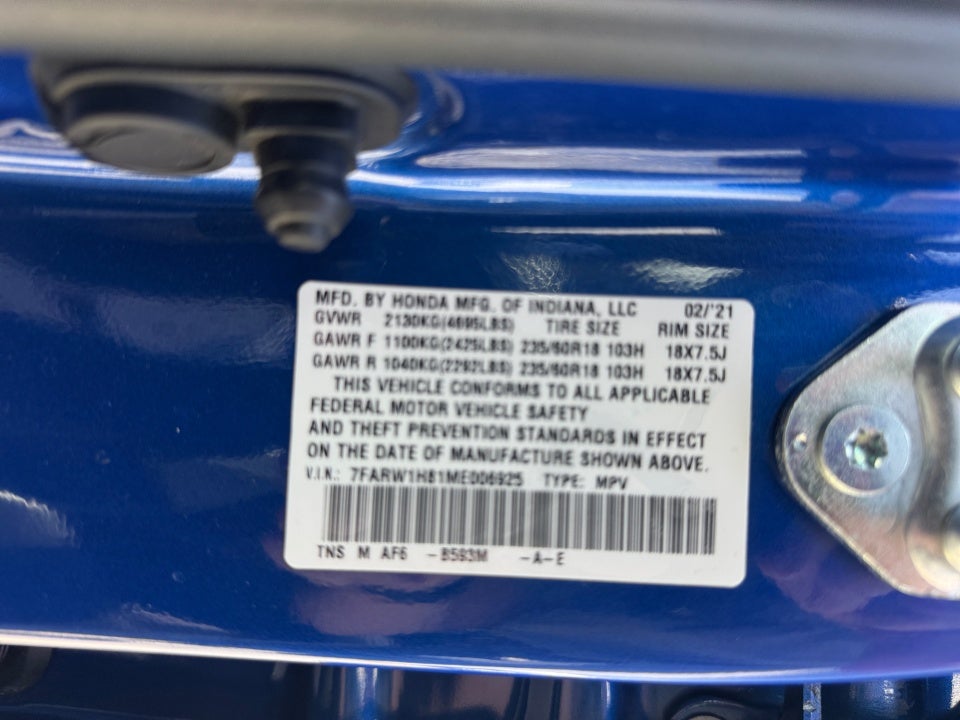 MFD. BY HONDA MFG. OF INDIANA, LLC 02/'21
GVWR 2130KG(4695LBS) TIRE SIZE RIM SIZE
GAWR F 1100KG(2425LBS) 235/60R18 103H 18X7.5J
GAWR R 1040KG(2292LBS) 235/60R18 103H 18X7.5J
THIS VEHICLE CONFORMS TO ALL APPLICABLE
FEDERAL MOTOR VEHICLE SAFETY
AND THEFT PREVENTION STANDARDS IN EFFECT
ON THE DATE OF MANUFACTURE SHOWN ABOVE.
V.I.N.: 7FARW1H81ME006925 TYPE: MPV
TNS M AF6 -B593M -A-E